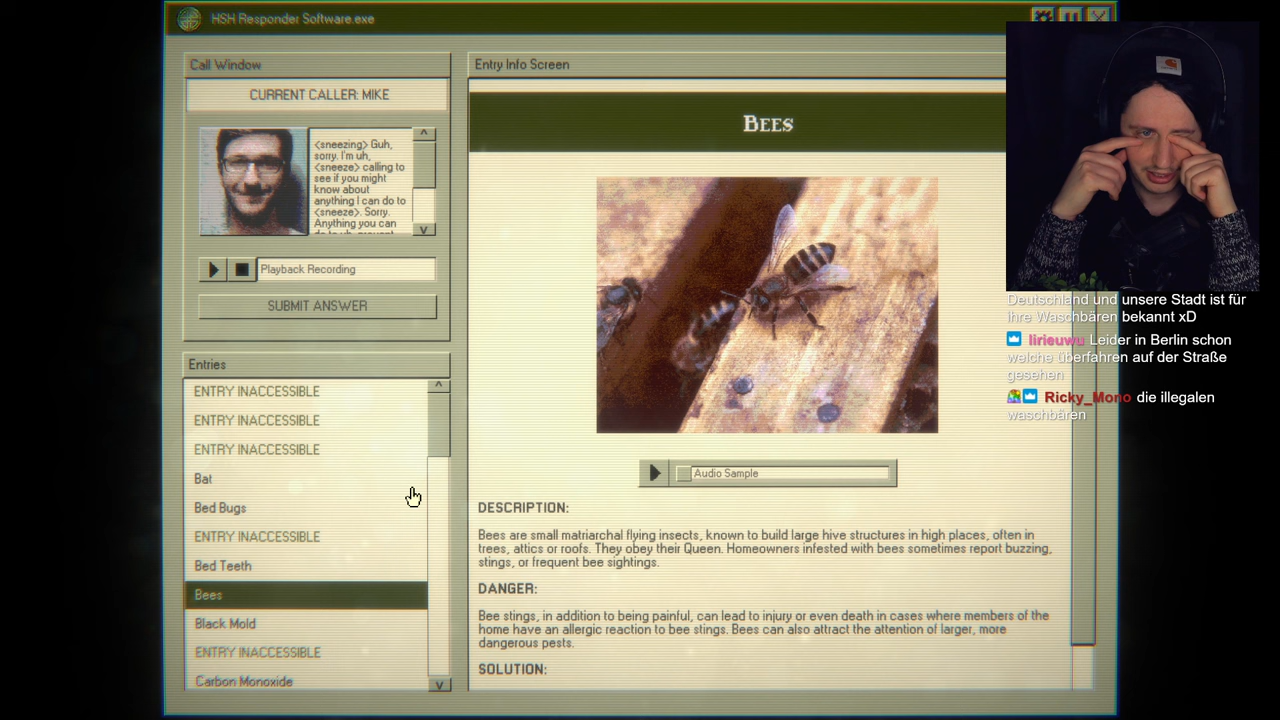 HSH Responder Software.exe
Call Window
CURRENT CALLER: MIKE
<sneezing> Guh,
sorry. I'm uh,
<sneeze> calling to
see if you might
know about
anything I can do to
<sneeze>. Sorry.
Anything you can
Playback Recording
SUBMIT ANSWER
Entries
ENTRY INACCESSIBLE
ENTRY INACCESSIBLE
ENTRY INACCESSIBLE
Bat
Bed Bugs
ENTRY INACCESSIBLE
Bed Teeth
Bees
Black Mold
ENTRY INACCESSIBLE
Carbon Monoxide
Entry Info Screen
BEES
Audio Sample
DESCRIPTION:
Bees are small matriarchal flying insects, known to build large hive structures in high places, often in
trees, attics or roofs. They obey their Queen. Homeowners infested with bees sometimes report buzzing,
stings, or frequent bee sightings.
DANGER:
Bee stings, in addition to being painful, can lead to injury or even death in cases where members of the
home have an allergic reaction to bee stings. Bees can also attract the attention of larger, more
dangerous pests.
SOLUTION:
Deutschland und unsere Stadt ist für
ihre Waschbären bekannt xD
lirieuwu Leider in Berlin schon
welche überfahren auf der Straße
gesehen
Ricky_Mono die illegalen
waschbären